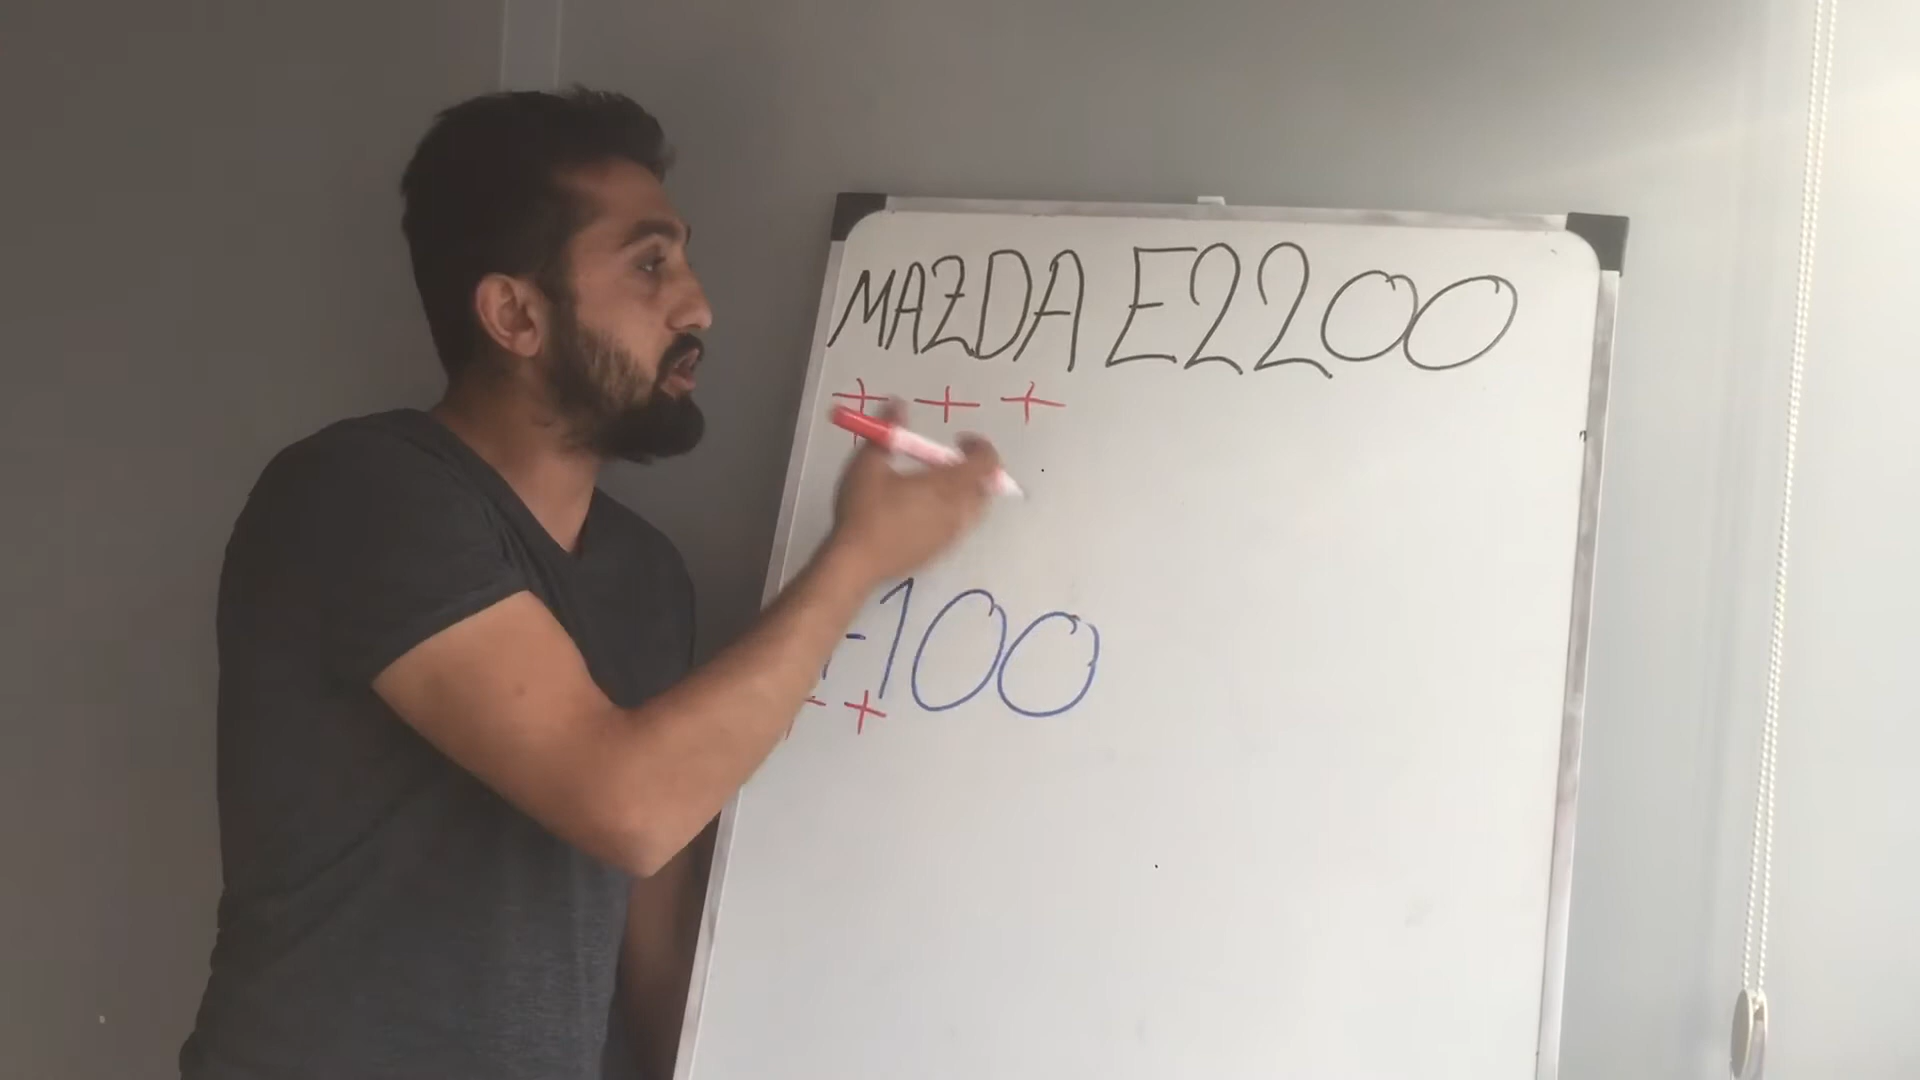 MAZDA E2200
+ + +
-100
+ +